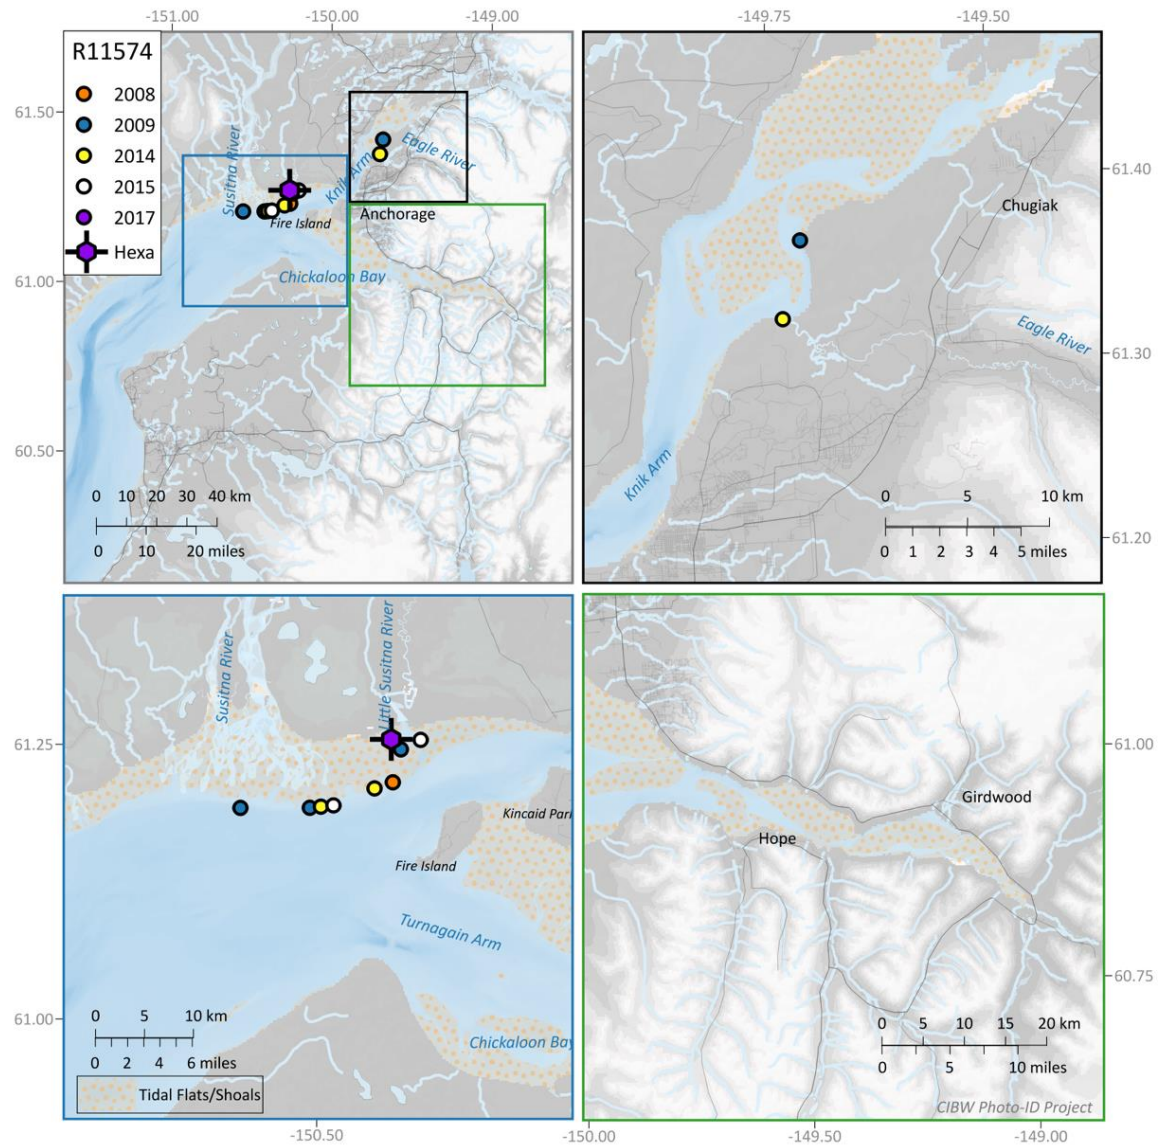 -151.00 -150.00 -149.00
-149.75 -149.50
R11574
2008
2009
2014
2015
2017
Hexa
61.50
61.00
60.50
Susitna River
Knik Arm
Eagle River
Anchorage
Fire Island
Chickaloon Bay
0 10 20 30 40 km
0 10 20 miles
61.40
61.30
61.20
Chugiak
Eagle River
Knik Arm
0 5 10 km
0 1 2 3 4 5 miles
61.25
61.00
Susitna River
Little Susitna River
Kincaid Par
Fire Island
Turnagain Arm
Chickaloon Bay
0 5 10 km
0 2 4 6 miles
Tidal Flats/Shoals
-150.50
61.00
60.75
Girdwood
Hope
0 5 10 15 20 km
0 5 10 miles
CIBW Photo-ID Project
-150.00 -149.50 -149.00